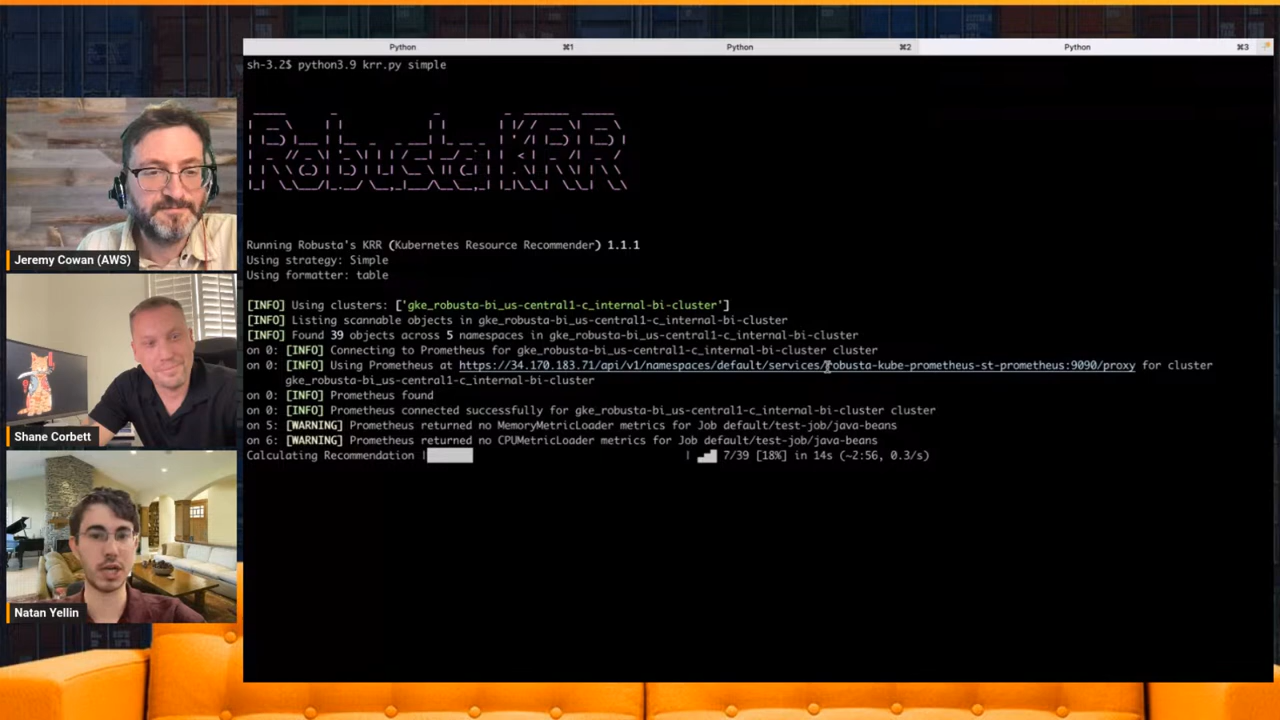 Python ⌘1 Python ⌘2 Python ⌘3
sh-3.2$ python3.9 krr.py simple
RobustaKRR
Running Robusta's KRR (Kubernetes Resource Recommender) 1.1.1
Using strategy: Simple
Using formatter: table
[INFO] Using clusters: ['gke_robusta-bi_us-central1-c_internal-bi-cluster']
[INFO] Listing scannable objects in gke_robusta-bi_us-central1-c_internal-bi-cluster
[INFO] Found 39 objects across 5 namespaces in gke_robusta-bi_us-central1-c_internal-bi-cluster
on 0: [INFO] Connecting to Prometheus for gke_robusta-bi_us-central1-c_internal-bi-cluster cluster
on 0: [INFO] Using Prometheus at https://34.170.183.71/api/v1/namespaces/default/services/robusta-kube-prometheus-st-prometheus:9090/proxy for cluster
gke_robusta-bi_us-central1-c_internal-bi-cluster
on 0: [INFO] Prometheus found
on 0: [INFO] Prometheus connected successfully for gke_robusta-bi_us-central1-c_internal-bi-cluster cluster
on 5: [WARNING] Prometheus returned no MemoryMetricLoader metrics for Job default/test-job/java-beans
on 6: [WARNING] Prometheus returned no CPUMetricLoader metrics for Job default/test-job/java-beans
Calculating Recommendation | | 7/39 [18%] in 14s (~2:56, 0.3/s)
Jeremy Cowan (AWS)
Shane Corbett
Natan Yellin